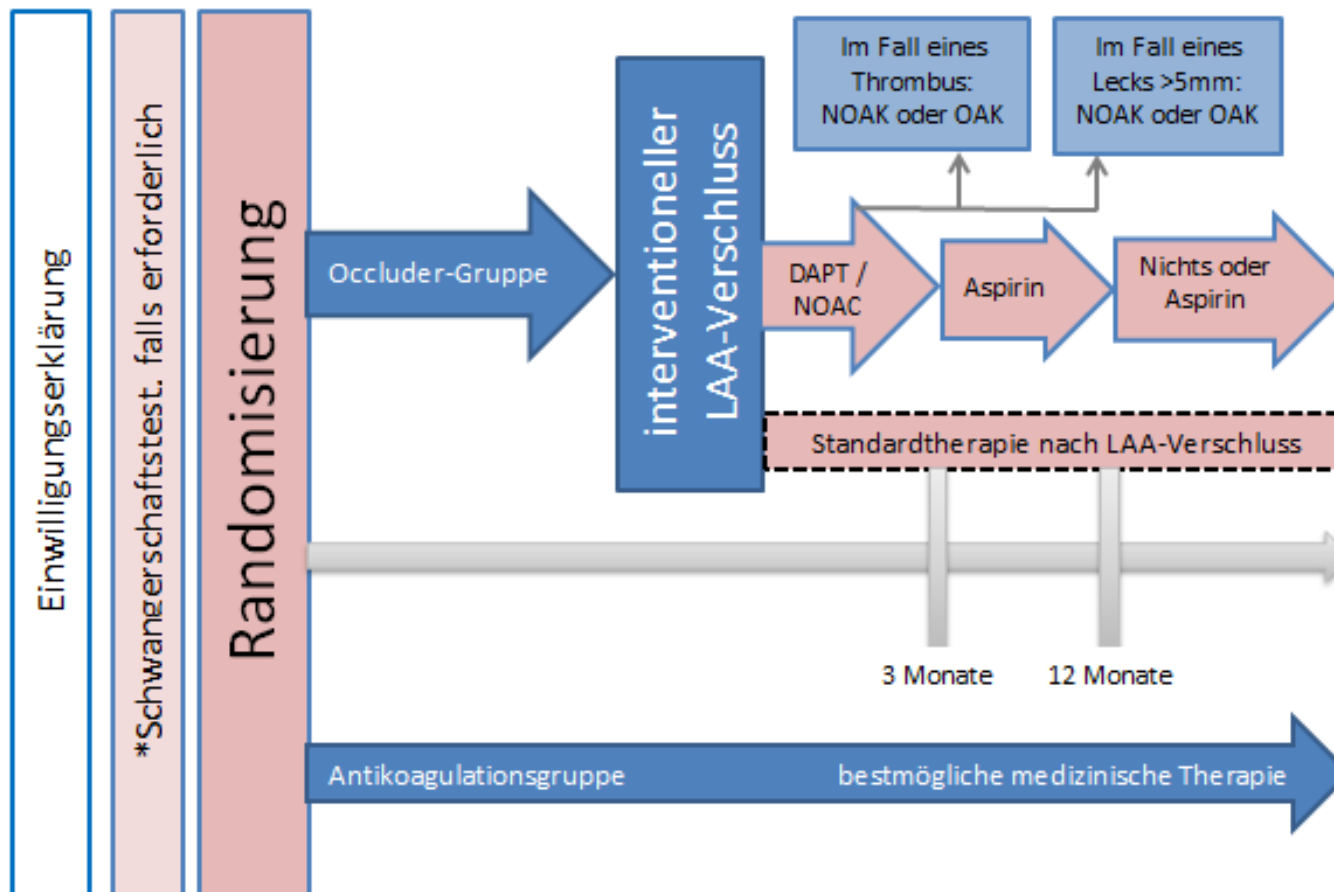 Einwilligungserklärung
*Schwangerschaftstest. falls erforderlich
Randomisierung
Occluder-Gruppe
interventioneller
LAA-Verschluss
Im Fall eines
Thrombus:
NOAK oder OAK
Im Fall eines
Lecks >5mm:
NOAK oder OAK
DAPT /
NOAC
Aspirin
Nichts oder
Aspirin
Standardtherapie nach LAA-Verschluss
3 Monate
12 Monate
Antikoagulationsgruppe
bestmögliche medizinische Therapie